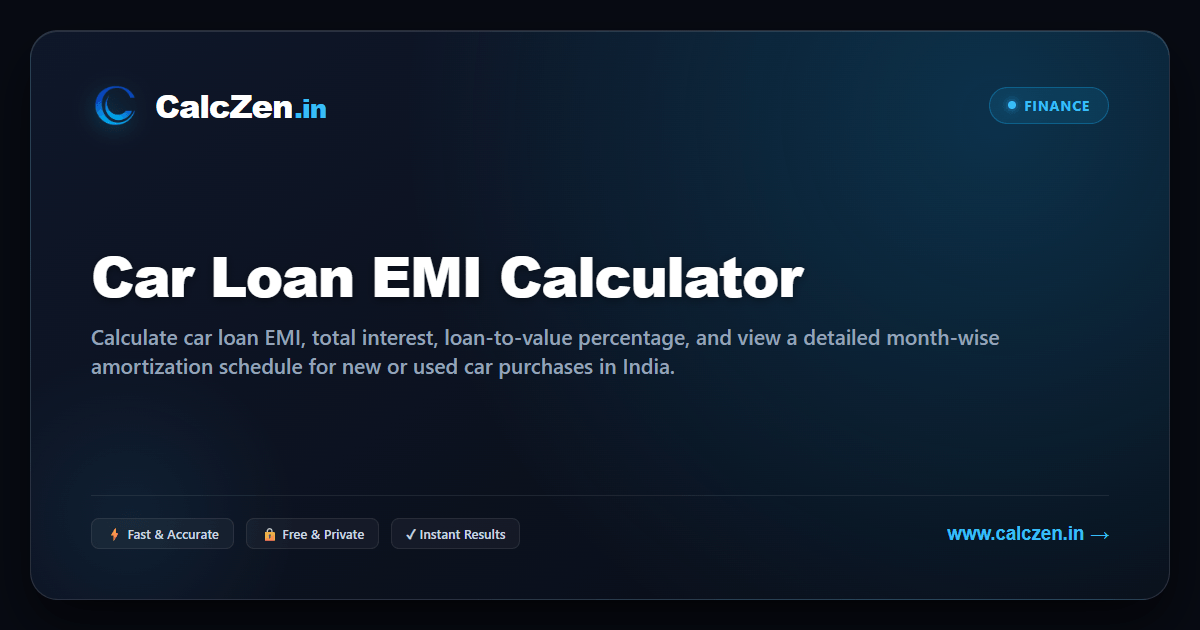 CalcZen.in
FINANCE
Car Loan EMI Calculator
Calculate car loan EMI, total interest, loan-to-value percentage, and view a detailed month-wise
amortization schedule for new or used car purchases in India.
⚡ Fast & Accurate
🔒 Free & Private
✓ Instant Results
www.calczen.in →